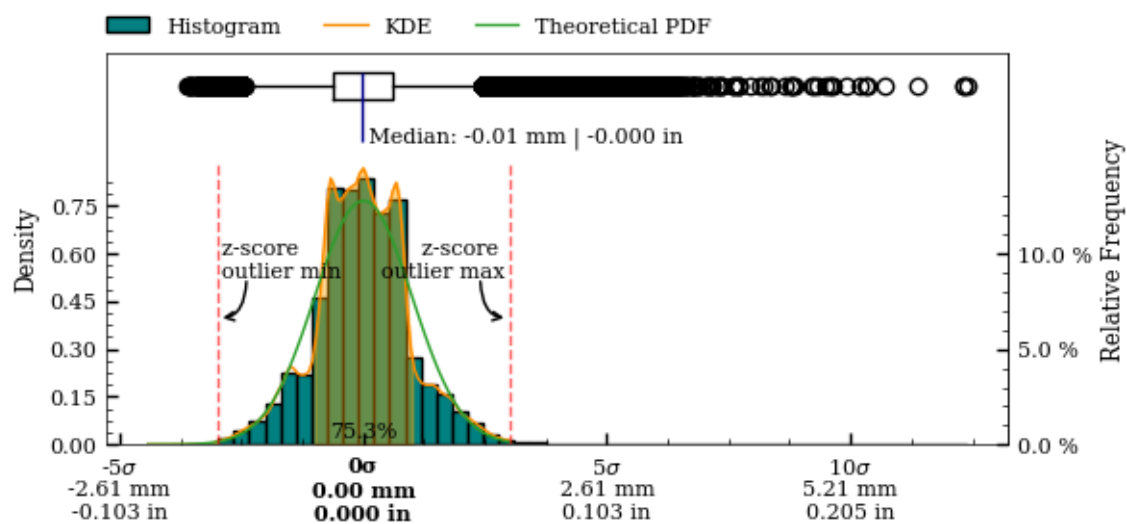 Histogram KDE Theoretical PDF
Median: -0.01 mm | -0.000 in
Density
Relative Frequency
0.75
0.60
0.45
0.30
0.15
0.00
z-score
outlier min
z-score
outlier max
75.3%
10.0 %
5.0 %
0.0 %
-5σ 0σ 5σ 10σ
-2.61 mm 0.00 mm 2.61 mm 5.21 mm
-0.103 in 0.000 in 0.103 in 0.205 in